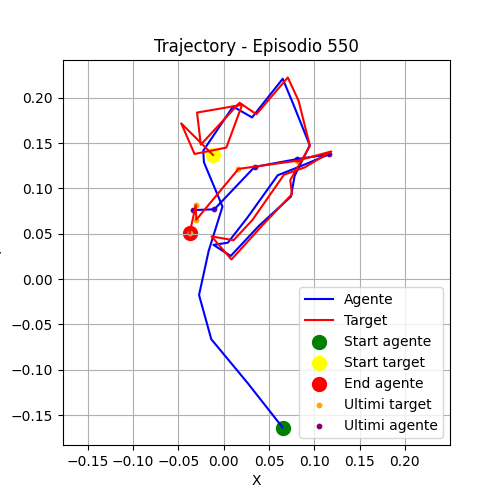 Trajectory - Episodio 550
0.20
0.15
0.10
0.05
0.00
−0.05
−0.10
−0.15
−0.15 −0.10 −0.05 0.00 0.05 0.10 0.15 0.20
X
Agente
Target
Start agente
Start target
End agente
Ultimi target
Ultimi agente